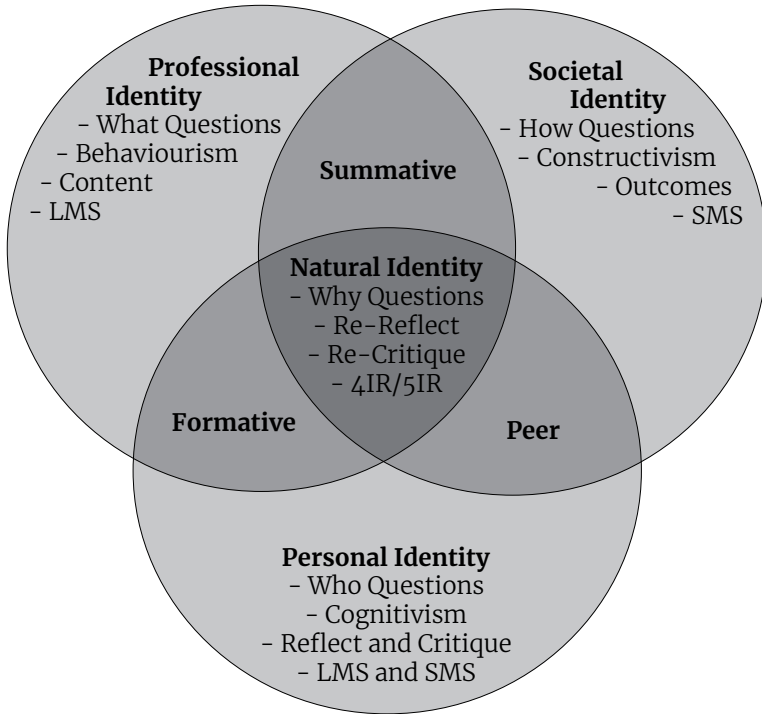 Professional
Identity
- What Questions
- Behaviourism
- Content
- LMS
Societal
Identity
- How Questions
- Constructivism
- Outcomes
- SMS
Summative
Natural Identity
- Why Questions
- Re-Reflect
- Re-Critique
- 4IR/5IR
Formative
Peer
Personal Identity
- Who Questions
- Cognitivism
- Reflect and Critique
- LMS and SMS